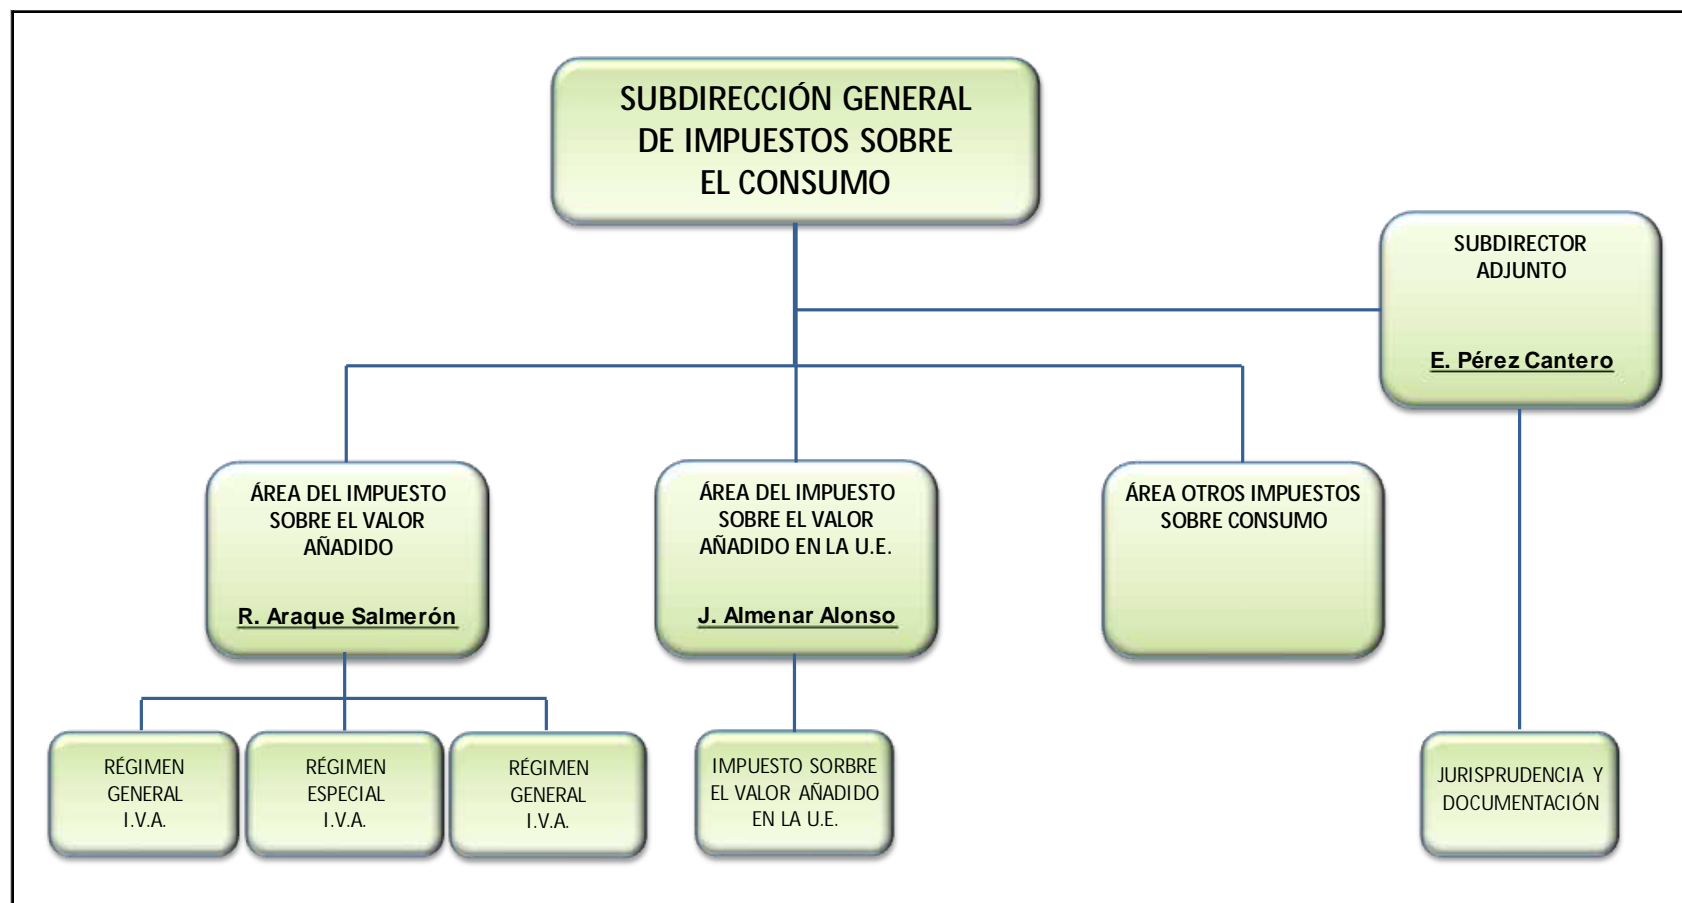 SUBDIRECCIÓN GENERAL
DE IMPUESTOS SOBRE
EL CONSUMO
SUBDIRECTOR
ADJUNTO
E. Pérez Cantero
ÁREA DEL IMPUESTO
SOBRE EL VALOR
AÑADIDO
R. Araque Salmerón
ÁREA DEL IMPUESTO
SOBRE EL VALOR
AÑADIDO EN LA U.E.
J. Almenar Alonso
ÁREA OTROS IMPUESTOS
SOBRE CONSUMO
RÉGIMEN
GENERAL
I.V.A.
RÉGIMEN
ESPECIAL
I.V.A.
RÉGIMEN
GENERAL
I.V.A.
IMPUESTO SORBRE
EL VALOR AÑADIDO
EN LA U.E.
JURISPRUDENCIA Y
DOCUMENTACIÓN